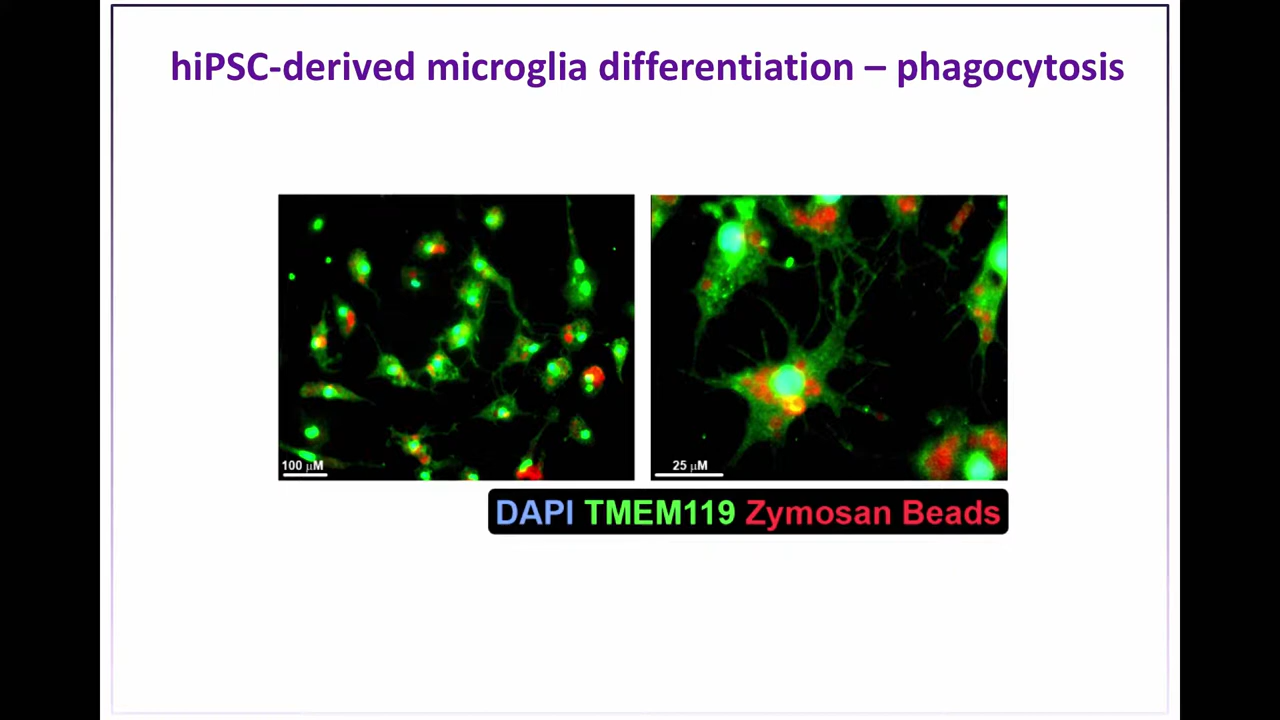 hiPSC-derived microglia differentiation – phagocytosis
100 μM
25 μM
DAPI TMEM119 Zymosan Beads